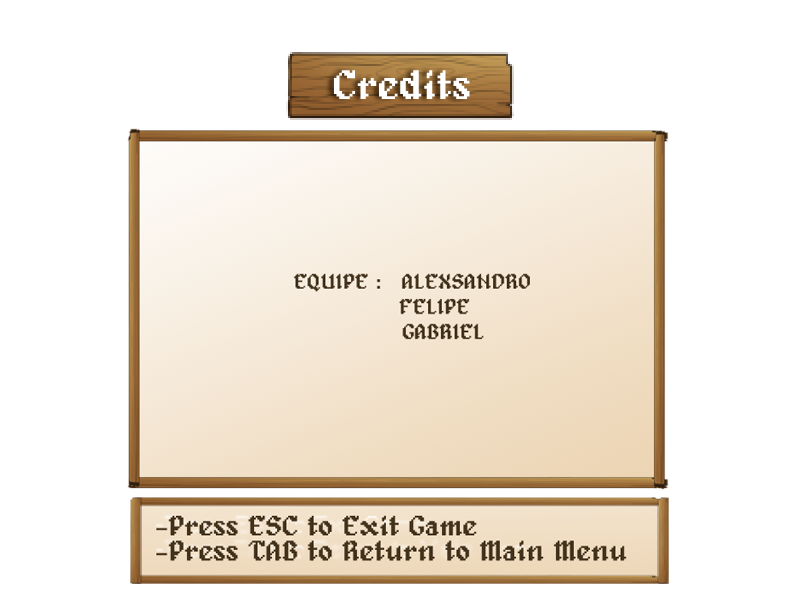 Credits
EQUIPE : ALEXSANDRO
FELIPE
GABRIEL
-Press ESC to Exit Game
-Press TAB to Return to Main Menu